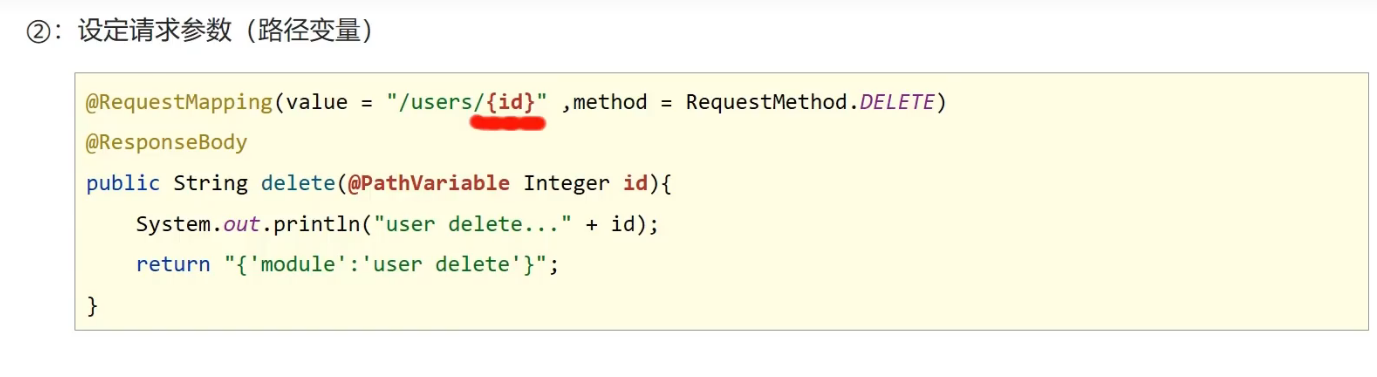 ②：设定请求参数（路径变量）
@RequestMapping(value = "/users/{id}" ,method = RequestMethod.DELETE)
@ResponseBody
public String delete(@PathVariable Integer id){
    System.out.println("user delete..." + id);
    return "{'module':'user delete'}";
}